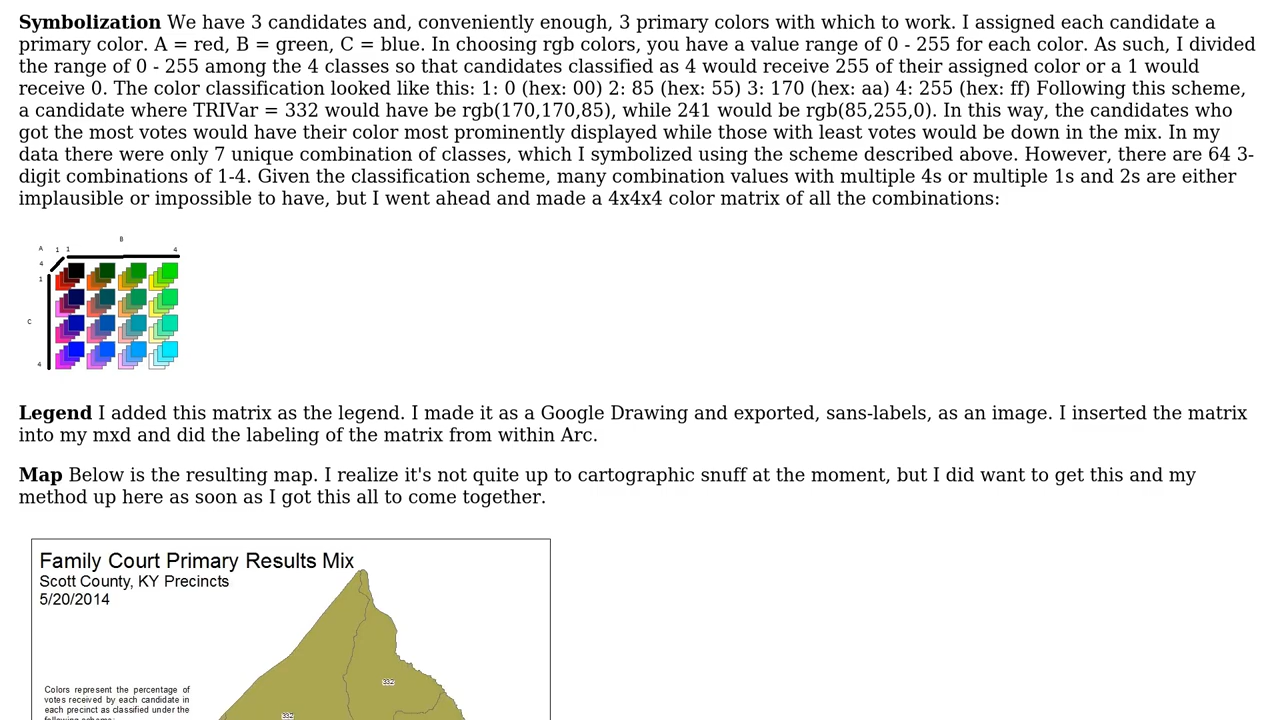 Symbolization We have 3 candidates and, conveniently enough, 3 primary colors with which to work. I assigned each candidate a
primary color. A = red, B = green, C = blue. In choosing rgb colors, you have a value range of 0 - 255 for each color. As such, I divided
the range of 0 - 255 among the 4 classes so that candidates classified as 4 would receive 255 of their assigned color or a 1 would
receive 0. The color classification looked like this: 1: 0 (hex: 00) 2: 85 (hex: 55) 3: 170 (hex: aa) 4: 255 (hex: ff) Following this scheme,
a candidate where TRIVar = 332 would have be rgb(170,170,85), while 241 would be rgb(85,255,0). In this way, the candidates who
got the most votes would have their color most prominently displayed while those with least votes would be down in the mix. In my
data there were only 7 unique combination of classes, which I symbolized using the scheme described above. However, there are 64 3-
digit combinations of 1-4. Given the classification scheme, many combination values with multiple 4s or multiple 1s and 2s are either
implausible or impossible to have, but I went ahead and made a 4x4x4 color matrix of all the combinations:
B
A 1 1 4
4
1
C
4
Legend I added this matrix as the legend. I made it as a Google Drawing and exported, sans-labels, as an image. I inserted the matrix
into my mxd and did the labeling of the matrix from within Arc.
Map Below is the resulting map. I realize it's not quite up to cartographic snuff at the moment, but I did want to get this and my
method up here as soon as I got this all to come together.
Family Court Primary Results Mix
Scott County, KY Precincts
5/20/2014
332
Colors represent the percentage of
votes received by each candidate in
each precinct as classified under the
following scheme:
332